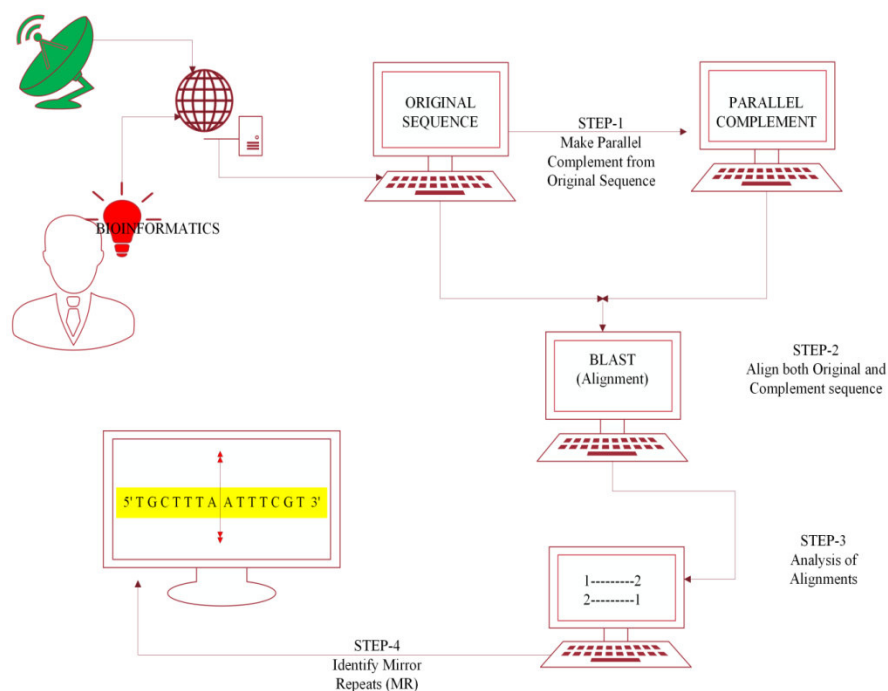 BIOINFORMATICS
ORIGINAL
SEQUENCE
STEP-1
Make Parallel
Complement from
Original Sequence
PARALLEL
COMPLEMENT
BLAST
(Alignment)
STEP-2
Align both Original and
Complement sequence
STEP-3
Analysis of
Alignments
1---------2
2---------1
STEP-4
Identify Mirror
Repeats (MR)
5' T G C T T T A A T T T C G T 3'